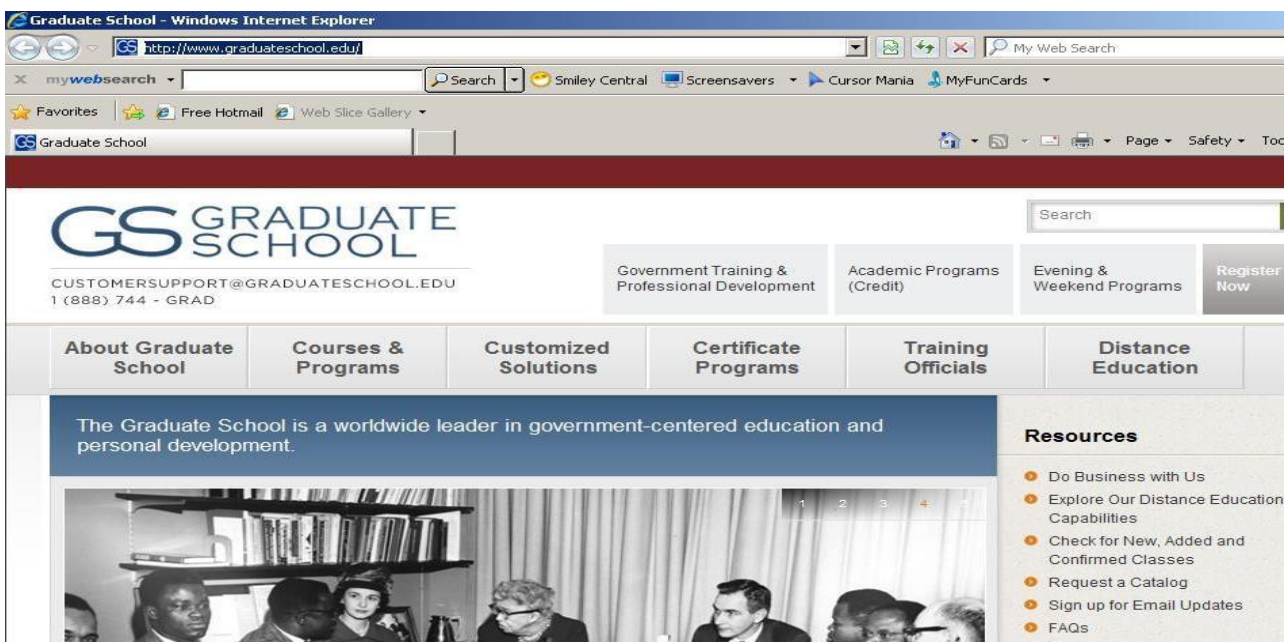 Graduate School - Windows Internet Explorer
GS http://www.graduateschool.edu/
My Web Search
mywebsearch
Search
Smiley Central
Screensavers
Cursor Mania
MyFunCards
Favorites
Free Hotmail
Web Slice Gallery
GS Graduate School
Page
Safety
GS GRADUATE
SCHOOL
Search
CUSTOMERSUPPORT@GRADUATESCHOOL.EDU
1 (888) 744 - GRAD
Government Training &
Professional Development
Academic Programs
(Credit)
Evening &
Weekend Programs
Register
Now
About Graduate
School
Courses &
Programs
Customized
Solutions
Certificate
Programs
Training
Officials
Distance
Education
The Graduate School is a worldwide leader in government-centered education and
personal development.
1 2 3 4
Resources
Do Business with Us
Explore Our Distance Education
Capabilities
Check for New, Added and
Confirmed Classes
Request a Catalog
Sign up for Email Updates
FAQs